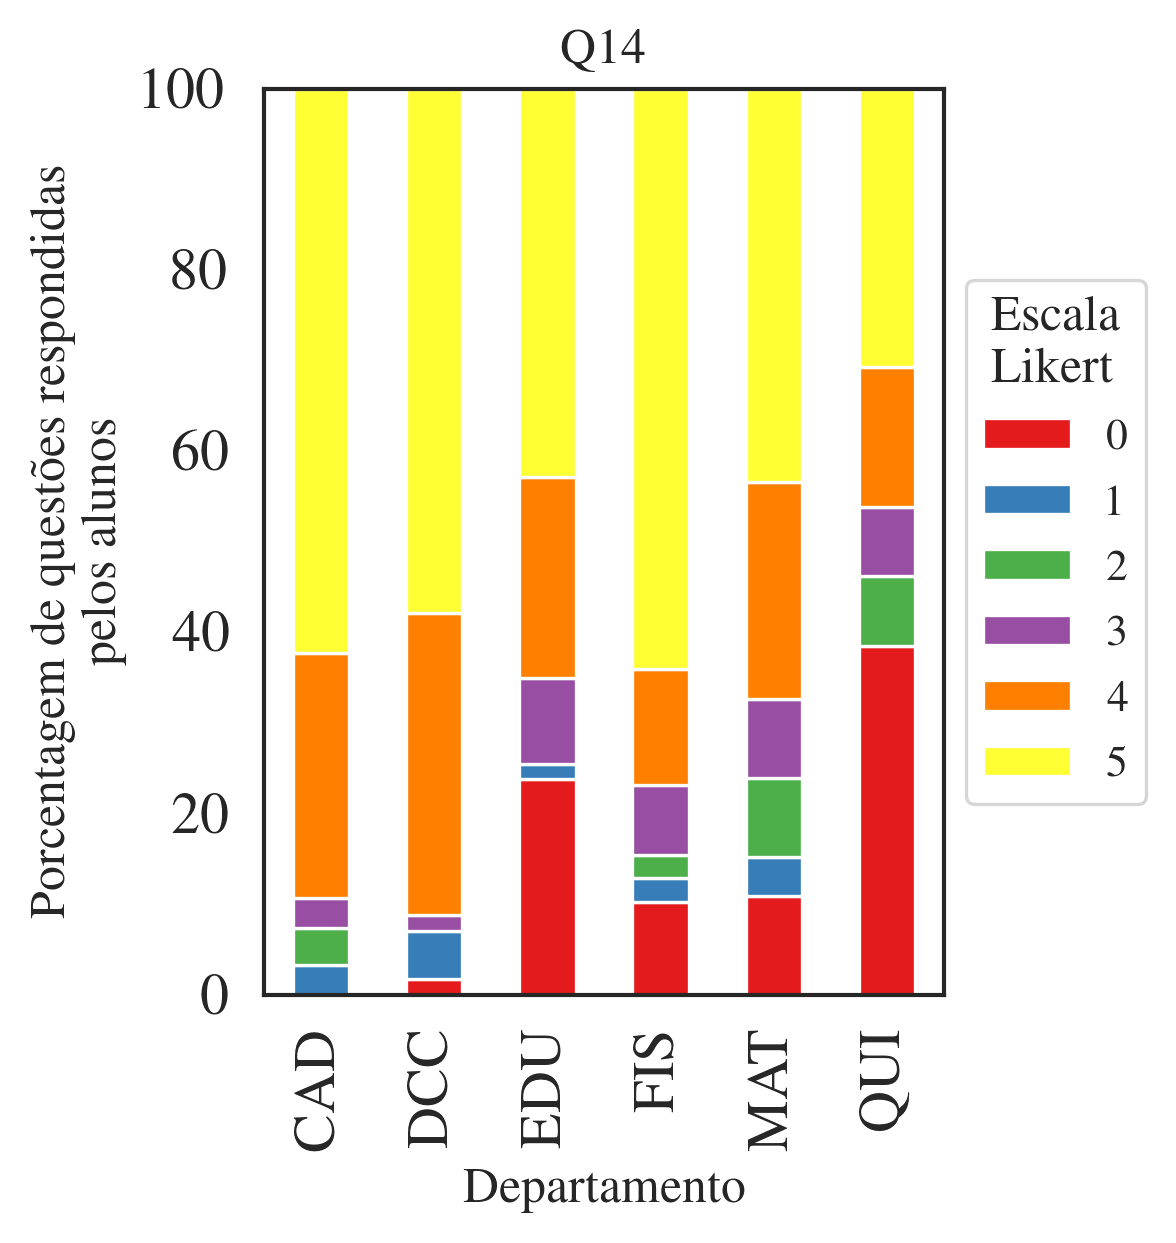 Q14
100
80
60
40
20
0
Porcentagem de questões respondidas
pelos alunos
CAD
DCC
EDU
FIS
MAT
QUI
Departamento
Escala
Likert
0
1
2
3
4
5